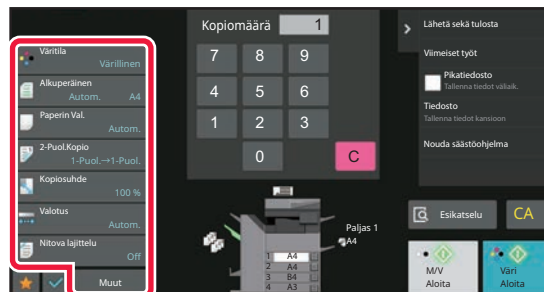 Väritila
Värillinen
Alkuperäinen
Autom. A4
Paperin Val.
Autom.
2-Puol.Kopio
1-Puol.→1-Puol.
Kopiosuhde
100 %
Valotus
Autom.
Nitova lajittelu
Off
Muut
Kopiomäärä 1
7 8 9
4 5 6
1 2 3
0 C
Paljas 1
A4
1 A4
2 A4
3 B4
4 A3
Lähetä sekä tulosta
Viimeiset työt
Pikatiedosto
Tallenna tiedot väliaik.
Tiedosto
Tallenna tiedot kansioon
Nouda säästöohjelma
Esikatselu CA
M/V
Aloita
Väri
Aloita